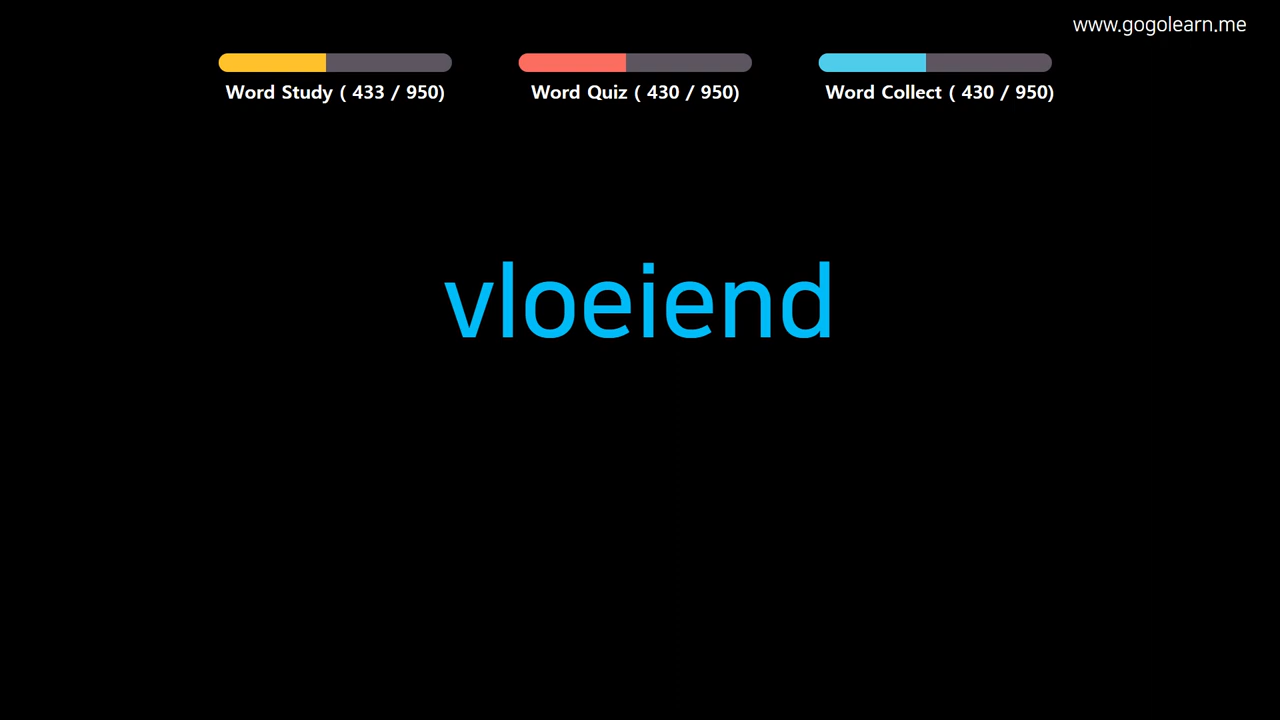 www.gogolearn.me
Word Study ( 433 / 950)
Word Quiz ( 430 / 950)
Word Collect ( 430 / 950)
vloeiend